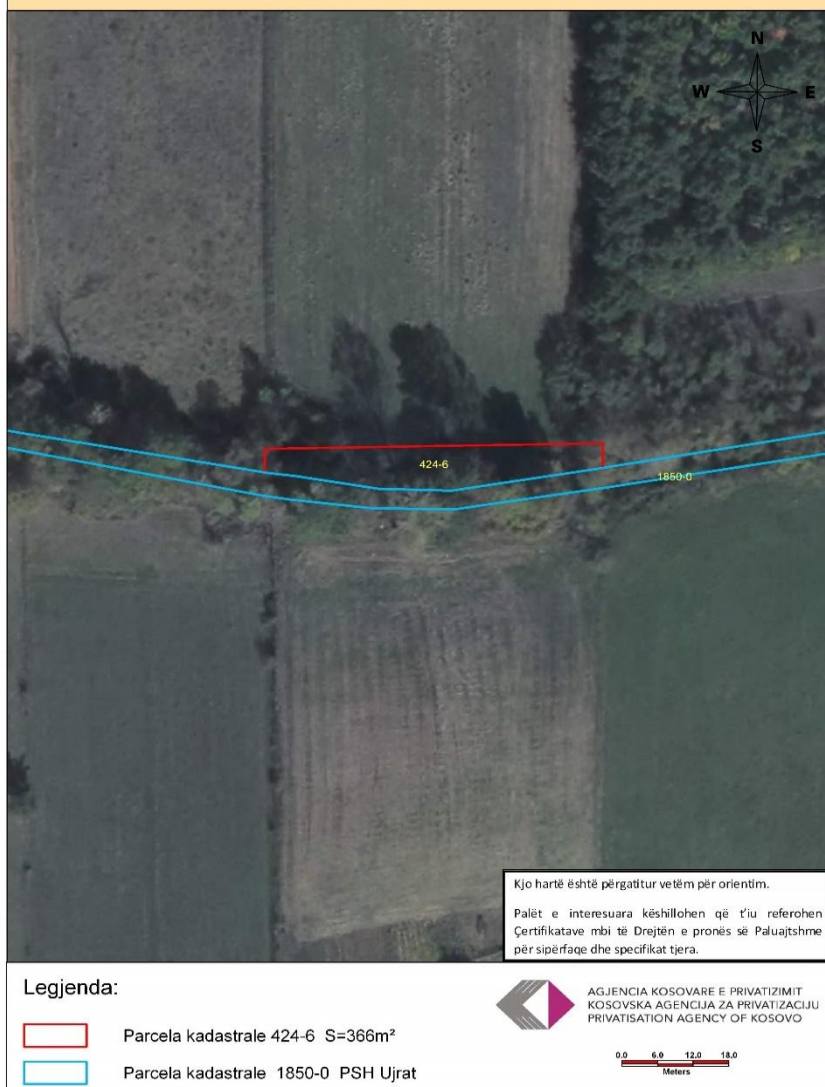 N
W E
S
424-6
1850-0
Kjo hartë është përgatitur vetëm për orientim.
Palët e interesuara këshillohen që t'iu referohen
Çertifikatave mbi të Drejtën e pronës së Paluajtshme
për sipërfaqe dhe specifikat tjera.
Legjenda:
Parcela kadastrale 424-6 S=366m²
Parcela kadastrale 1850-0 PSH Ujrat
AGJENCIA KOSOVARE E PRIVATIZIMIT
KOSOVSKA AGENCIJA ZA PRIVATIZACIJU
PRIVATISATION AGENCY OF KOSOVO
0.0 6.0 12.0 18.0
Meters